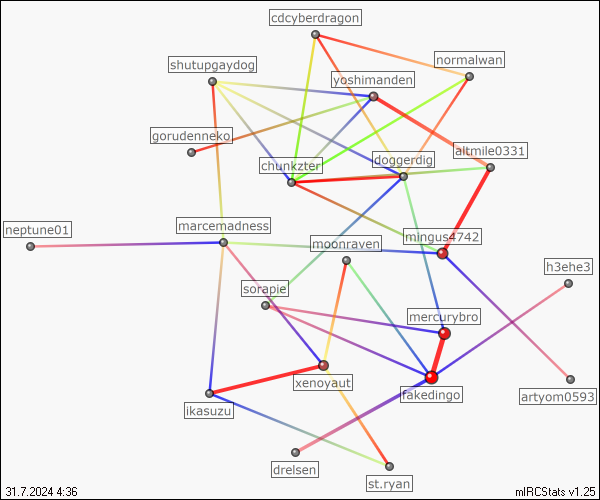 cdcyberdragon
shutupgaydog
normalwan
yoshimanden
gorudenneko
altmile0331
chunkzter
doggerdig
neptune01
marcemadness
mingus4742
moonraven
h3ehe3
sorapie
mercurybro
xenoyaut
fakedingo
artyom0593
ikasuzu
drelsen
st.ryan
31.7.2024 4:36
mIRCStats v1.25